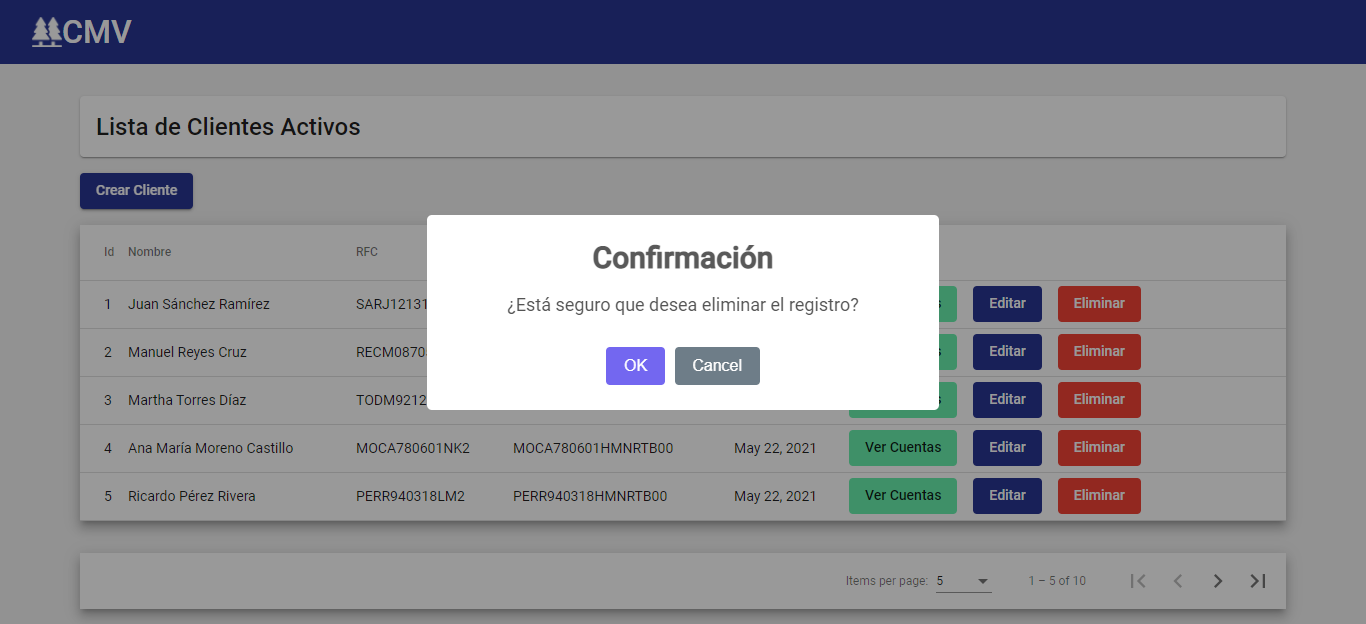 CMV
Lista de Clientes Activos
Crear Cliente
Id Nombre RFC
Confirmación
¿Está seguro que desea eliminar el registro?
OK Cancel
1 Juan Sánchez Ramírez Editar Eliminar
2 Manuel Reyes Cruz Editar Eliminar
3 Martha Torres Díaz Editar Eliminar
4 Ana María Moreno Castillo MOCA780601NK2 MOCA780601HMNRTB00 May 22, 2021 Ver Cuentas Editar Eliminar
5 Ricardo Pérez Rivera PERR940318LM2 PERR940318HMNRTB00 May 22, 2021 Ver Cuentas Editar Eliminar
Items per page: 5 1 – 5 of 10